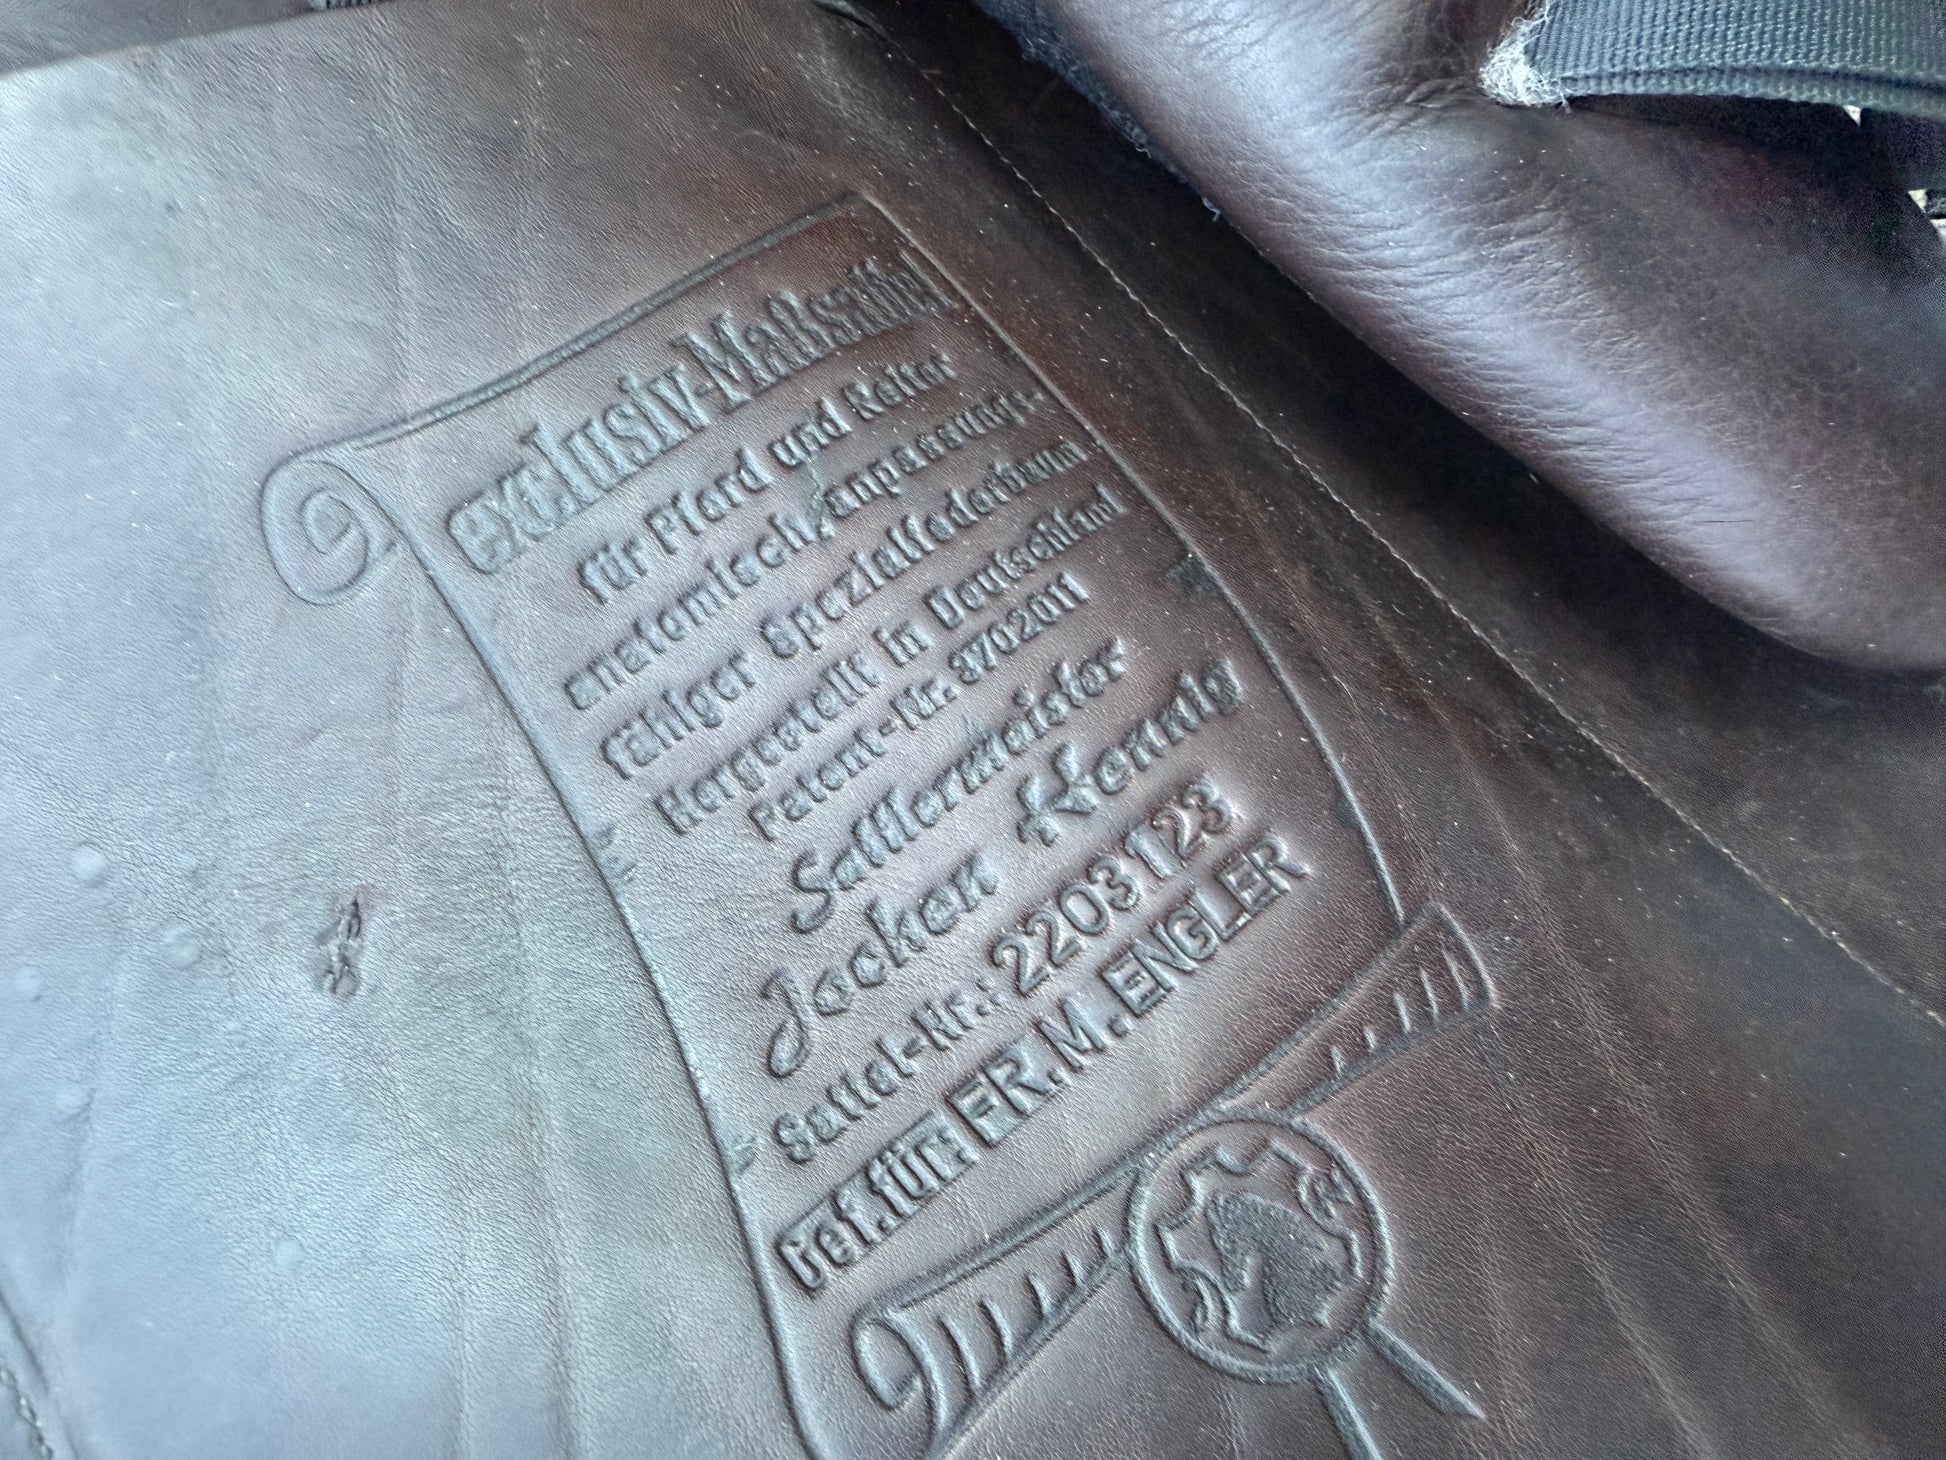 exclusiv-Maßsattel
für Pferd und Reiter
anatomisch, anpassungs-
fähiger Spezialfederbaum
Hergestellt in Deutschland
Patent-Nr. 3702011
Sattlermeister
Jochen Hennig
Sattel-Nr.: 2203123
Gef.für: FR.M.ENGLER